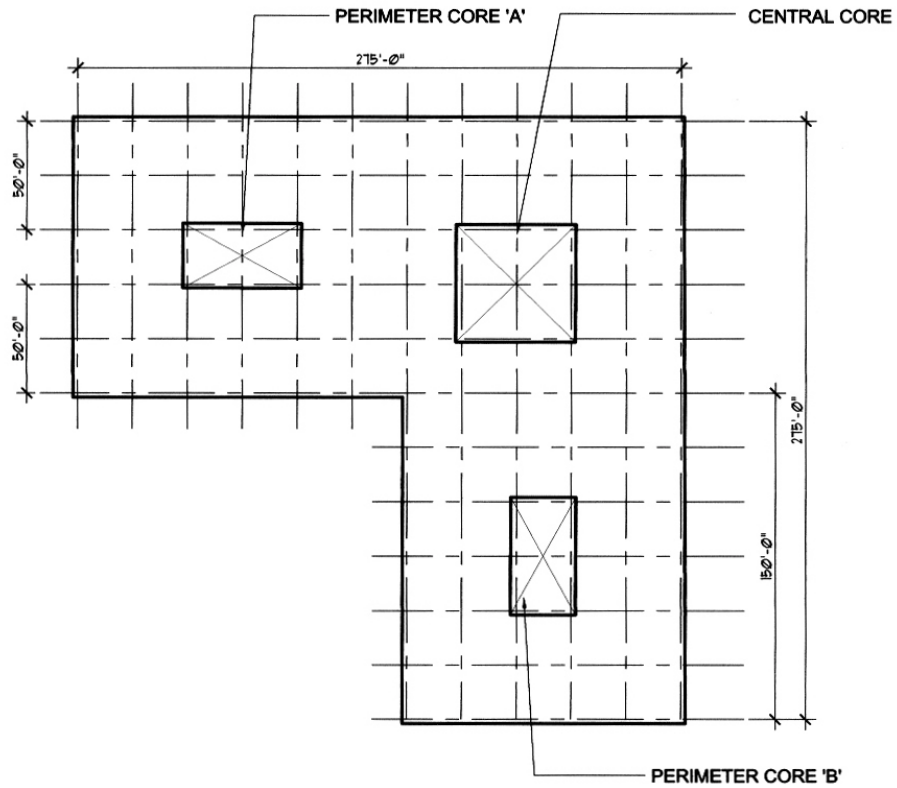 PERIMETER CORE 'A'
CENTRAL CORE
275'-0"
50'-0"
50'-0"
275'-0"
150'-0"
PERIMETER CORE 'B'